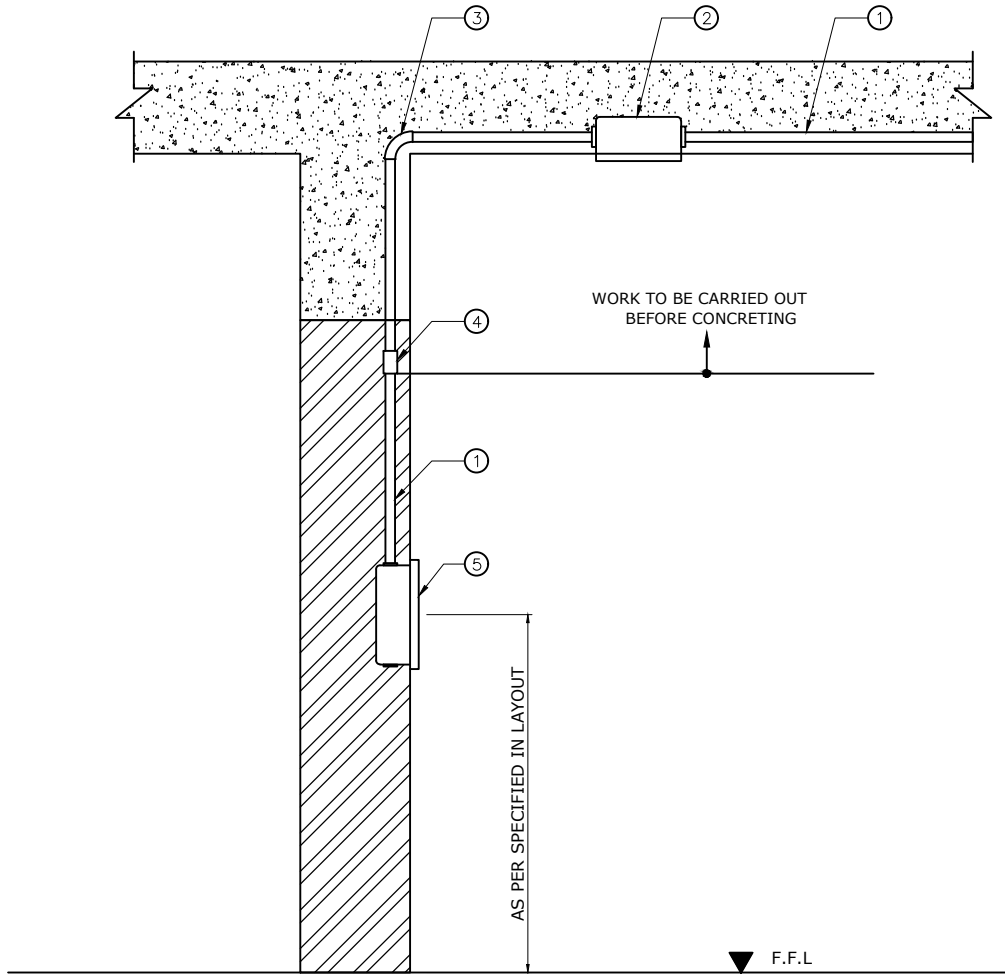 3
2
1
WORK TO BE CARRIED OUT
BEFORE CONCRETING
4
1
5
AS PER SPECIFIED IN LAYOUT
F.F.L